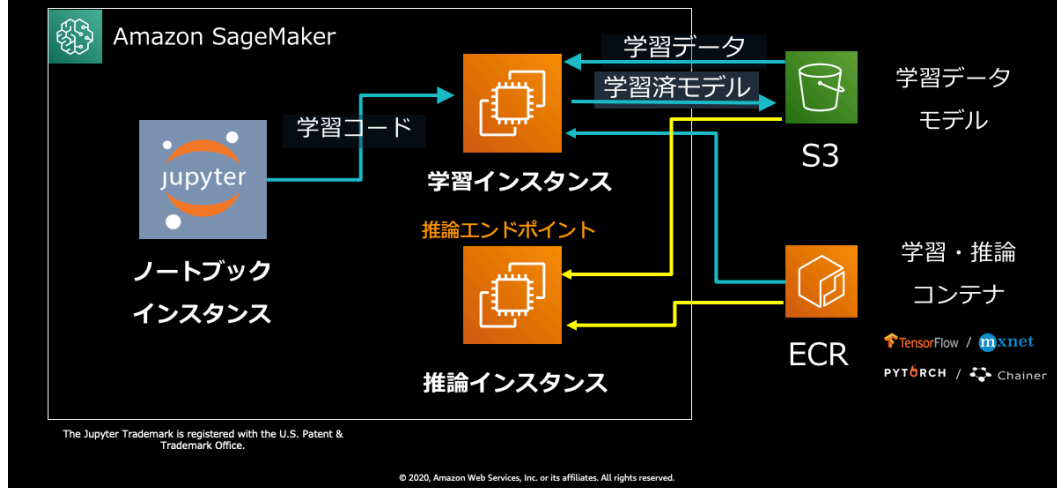 Amazon SageMaker
学習データ
学習済モデル
学習データ
モデル
学習コード
S3
jupyter
学習インスタンス
推論エンドポイント
ノートブック
インスタンス
学習・推論
コンテナ
推論インスタンス
ECR
TensorFlow / mxnet
PYTORCH / Chainer
The Jupyter Trademark is registered with the U.S. Patent &
Trademark Office.
© 2020, Amazon Web Services, Inc. or its affiliates. All rights reserved.